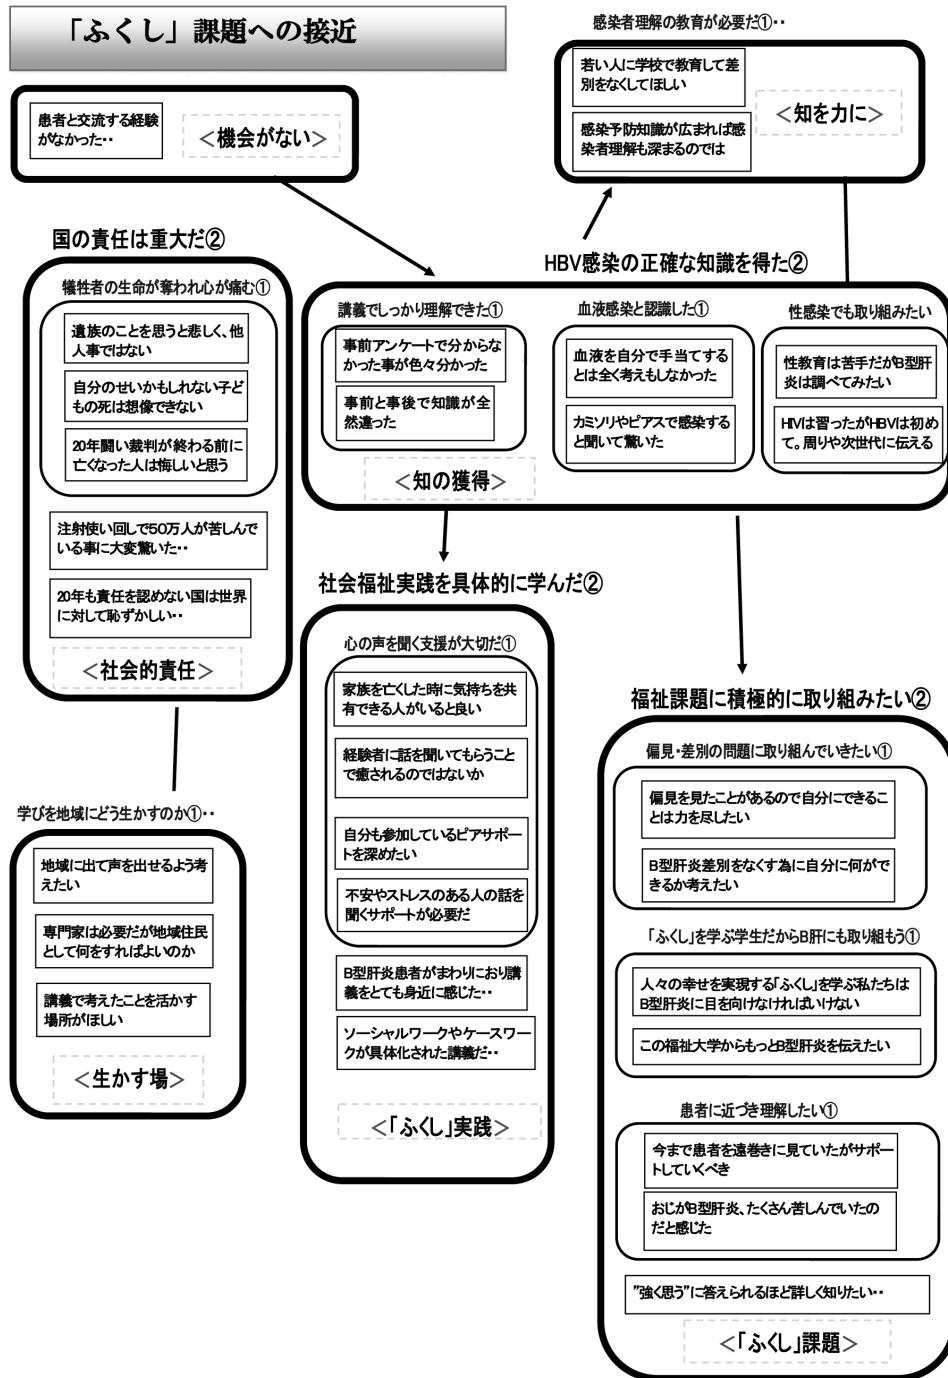 「ふくし」課題への接近
患者と交流する経験
がなかった‥
＜機会がない＞
感染者理解の教育が必要だ①‥
若い人に学校で教育して差
別をなくしてほしい
感染予防知識が広まれば感
染者理解も深まるのでは
＜知を力に＞
国の責任は重大だ②
犠牲者の生命が奪われ心が痛む①
遺族のことを思うと悲しく、他
人事ではない
自分のせいかもしれない子ど
もの死は想像できない
20年闘い裁判が終わる前に
亡くなった人は悔しいと思う
注射使い回しで50万人が苦しんで
いる事に大変驚いた‥
20年も責任を認めない国は世界
に対して恥ずかしい‥
＜社会的責任＞
HBV感染の正確な知識を得た②
講義でしっかり理解できた①
事前アンケートで分からな
かった事が色々分かった
事前と事後で知識が全
然違った
＜知の獲得＞
血液感染と認識した①
血液を自分で手当てする
とは全く考えもしなかった
カミソリやピアスで感染する
と聞いて驚いた
性感染でも取り組みたい
性教育は苦手だがB型肝
炎は調べてみたい
HIVは習ったがHBVは初め
て。周りや次世代に伝える
学びを地域にどう生かすのか①‥
地域に出て声を出せるよう考
えたい
専門家は必要だが地域住民
として何をすればよいのか
講義で考えたことを活かす
場所がほしい
＜生かす場＞
社会福祉実践を具体的に学んだ②
心の声を聞く支援が大切だ①
家族を亡くした時に気持ちを共
有できる人がいると良い
経験者に話を聞いてもらうこと
で癒されるのではないか
自分も参加しているピアサポー
トを深めたい
不安やストレスのある人の話を
聞くサポートが必要だ
B型肝炎患者がまわりにおり講
義をとても身近に感じた‥
ソーシャルワークやケースワー
クが具体化された講義だ‥
＜「ふくし」実践＞
福祉課題に積極的に取り組みたい②
偏見・差別の問題に取り組んでいきたい①
偏見を見たことがあるので自分にできるこ
とは力を尽したい
B型肝炎差別をなくす為に自分に何がで
きるか考えたい
「ふくし」を学ぶ学生だからB肝にも取り組もう①
人々の幸せを実現する「ふくし」を学ぶ私たちは
B型肝炎に目を向けなければいけない
この福祉大学からもっとB型肝炎を伝えたい
患者に近づき理解したい①
今まで患者を遠巻きに見ていたがサポー
トしていくべき
おじがB型肝炎、たくさん苦しんでいたの
だと感じた
”強く思う”に答えられるほど詳しく知りたい‥
＜「ふくし」課題＞